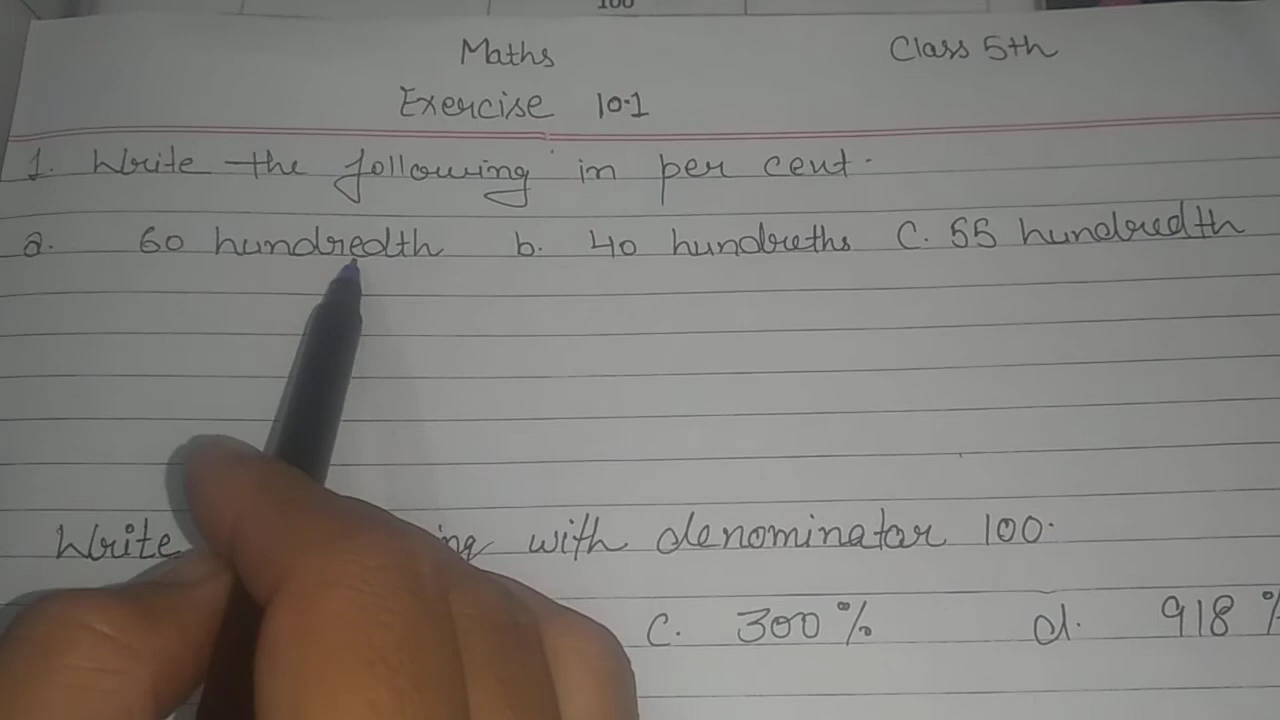 100
Maths Class 5th
Exercise 10.1
1. Write the following in per cent.
a. 60 hundredth b. 40 hundreths C. 55 hundredth
Write with denominator 100.
C. 300% d. 918%